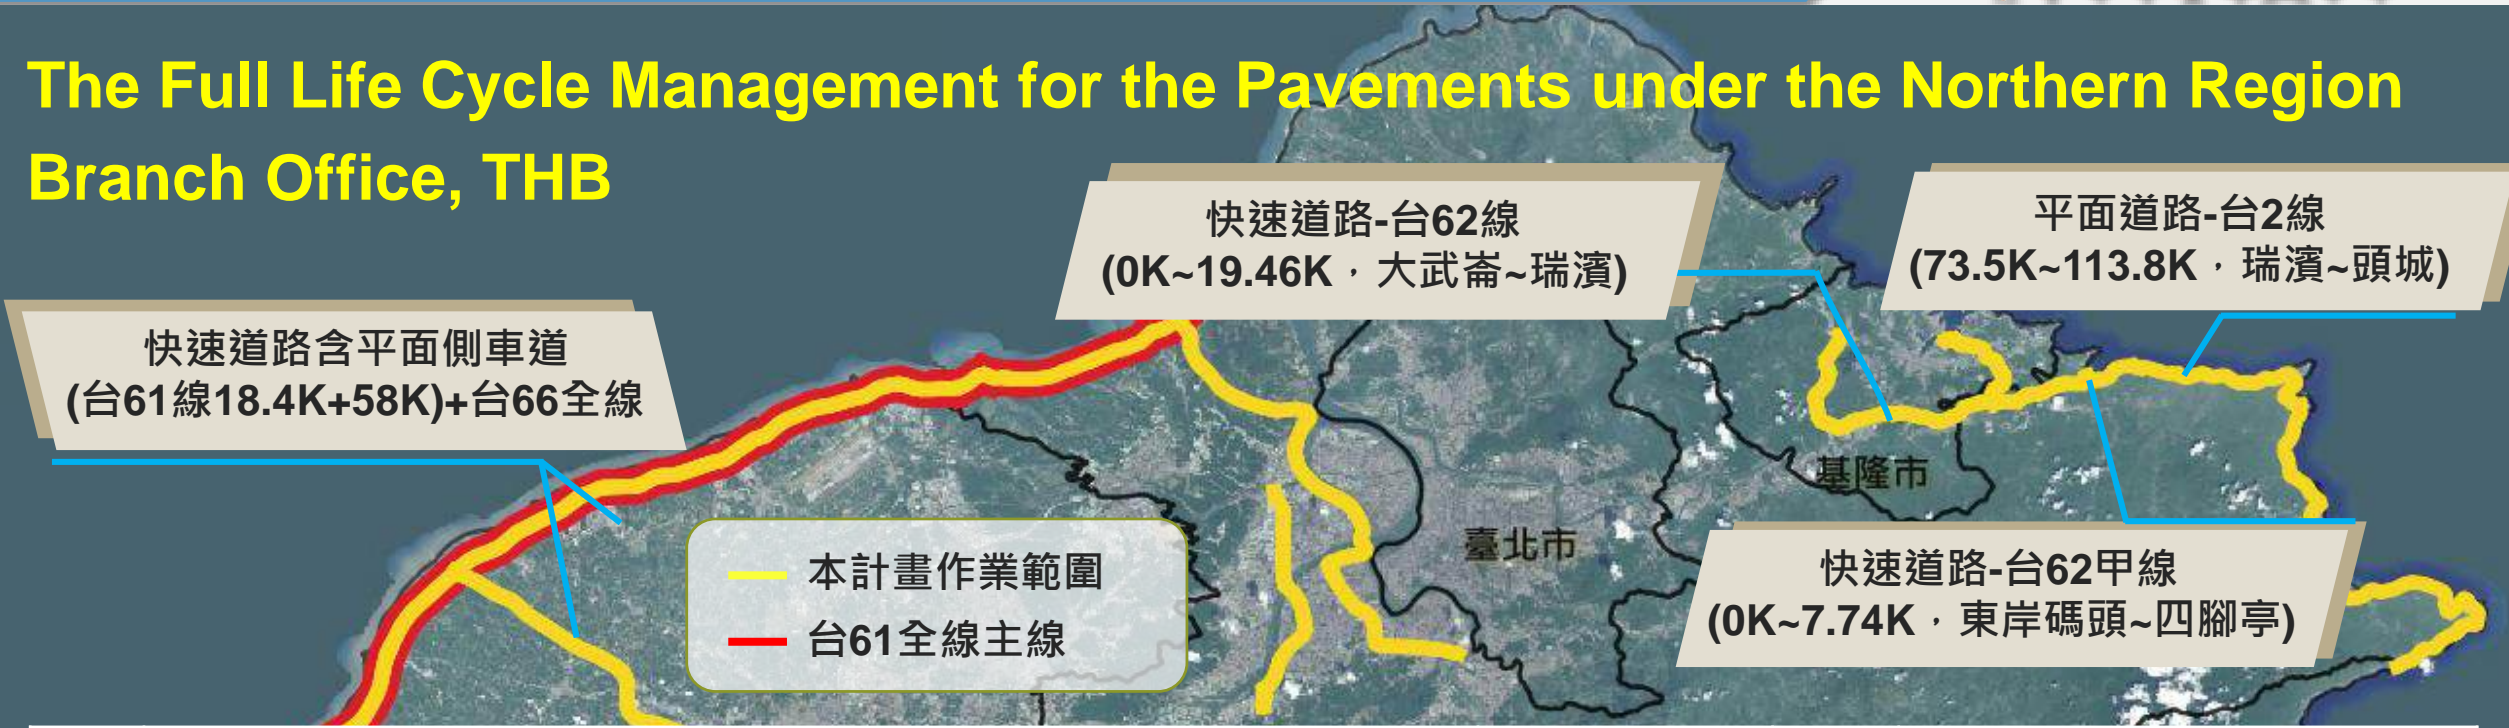 The Full Life Cycle Management for the Pavements under the Northern Region
Branch Office, THB
快速道路-台62線
(0K~19.46K，大武崙~瑞濱)
平面道路-台2線
(73.5K~113.8K，瑞濱~頭城)
快速道路含平面側車道
(台61線18.4K+58K)+台66全線
基隆市
臺北市
本計畫作業範圍
台61全線主線
快速道路-台62甲線
(0K~7.74K，東岸碼頭~四腳亭)